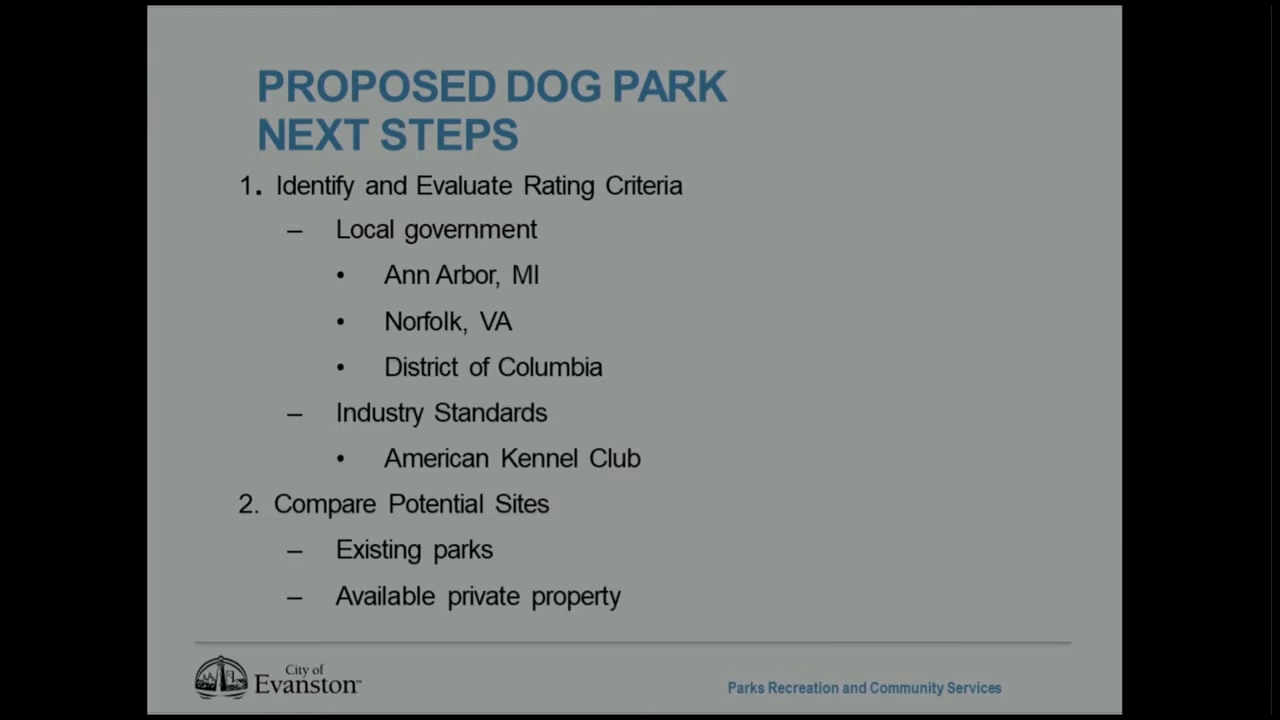 PROPOSED DOG PARK
NEXT STEPS
1. Identify and Evaluate Rating Criteria
– Local government
• Ann Arbor, MI
• Norfolk, VA
• District of Columbia
– Industry Standards
• American Kennel Club
2. Compare Potential Sites
– Existing parks
– Available private property
City of
Evanston™
Parks Recreation and Community Services